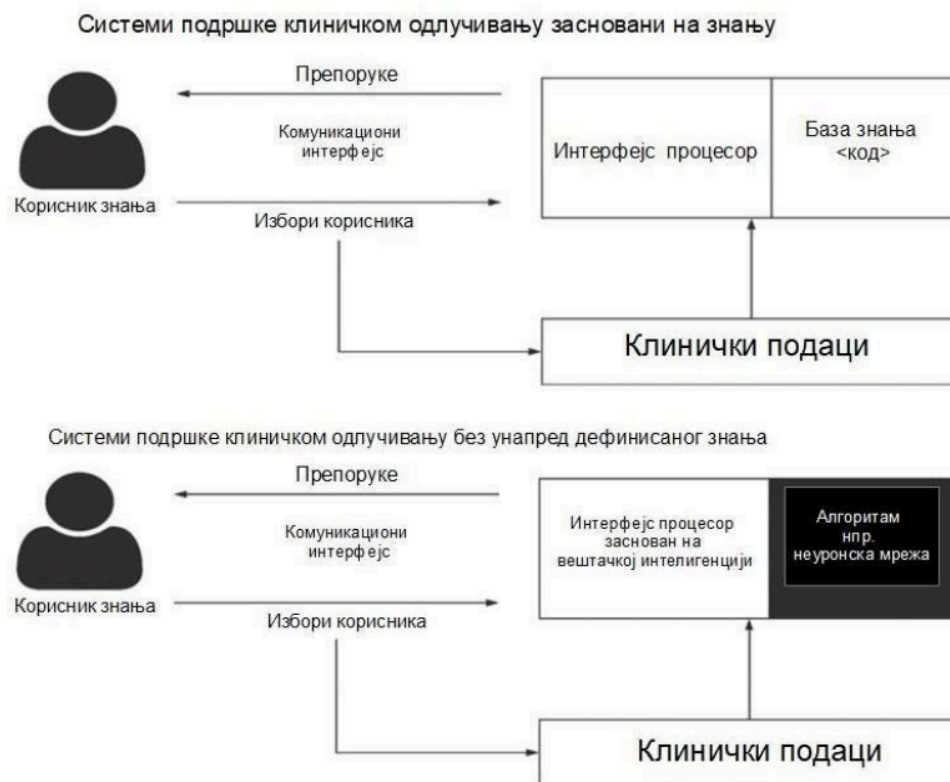 Системи подршке клиничком одлучивању засновани на знању
Препоруке
Комуникациони
интерфејс
Корисник знања
Избори корисника
Интерфејс процесор
База знања
<код>
Клинички подаци
Системи подршке клиничком одлучивању без унапред дефинисаног знања
Препоруке
Комуникациони
интерфејс
Корисник знања
Избори корисника
Интерфејс процесор
заснован на
вештачкој интелигенцији
Алгоритам
нпр.
неуронска мрежа
Клинички подаци